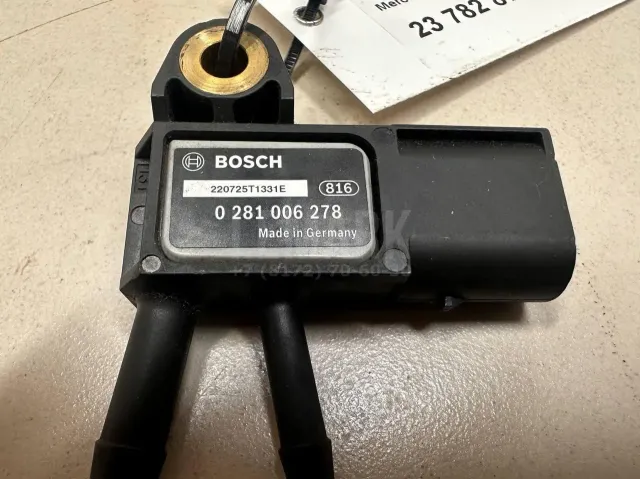 23 782
BOSCH
220725T1331E
816
0 281 006 278
Made in Germany